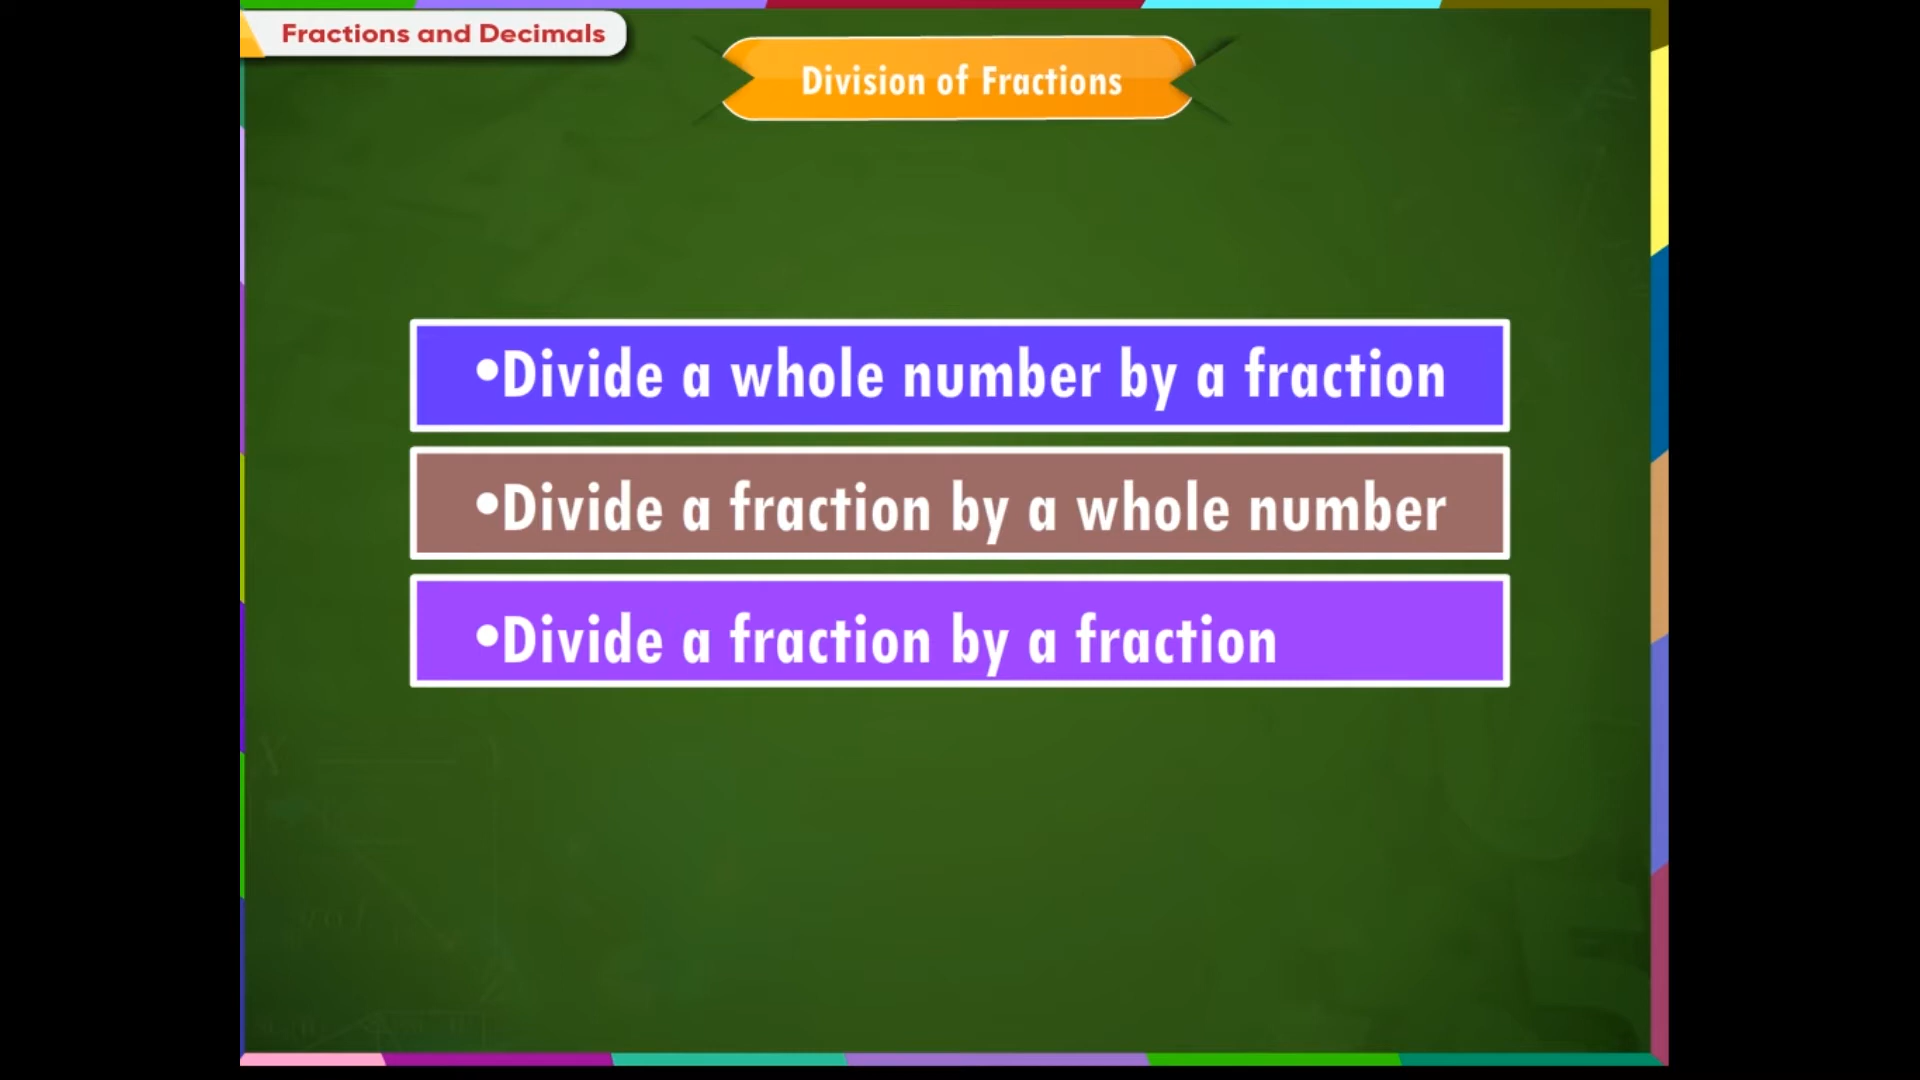 Fractions and Decimals
Division of Fractions
•Divide a whole number by a fraction
•Divide a fraction by a whole number
•Divide a fraction by a fraction